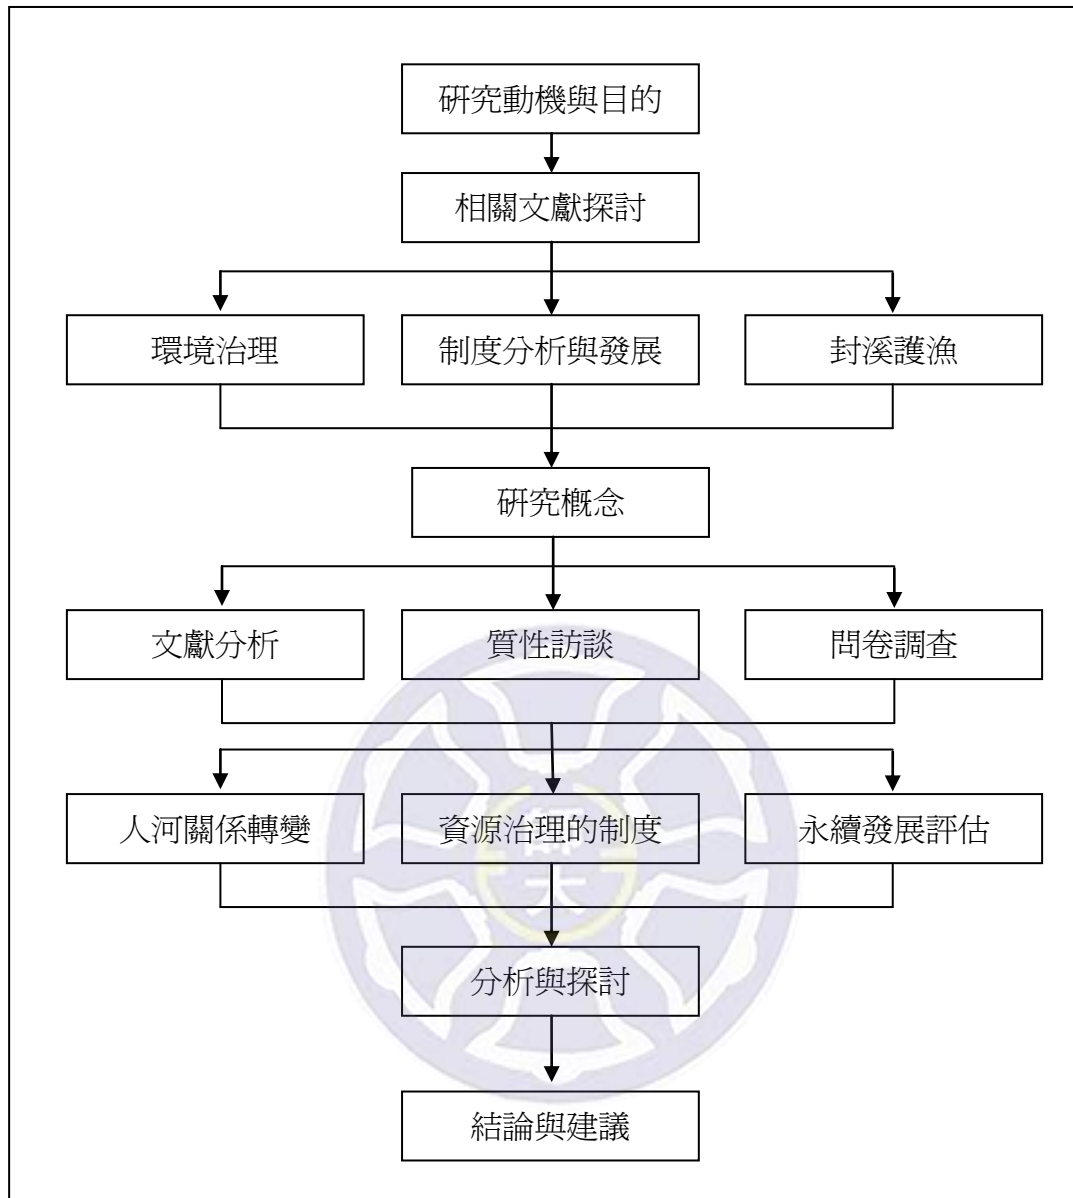 研究動機與目的
相關文獻探討
環境治理
制度分析與發展
封溪護漁
研究概念
文獻分析
質性訪談
問卷調查
人河關係轉變
資源治理的制度
永續發展評估
師大
分析與探討
結論與建議